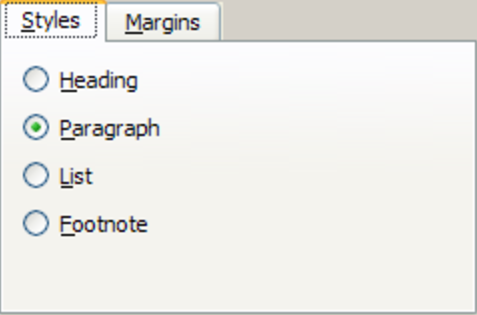 Styles Margins
Heading
Paragraph
List
Footnote